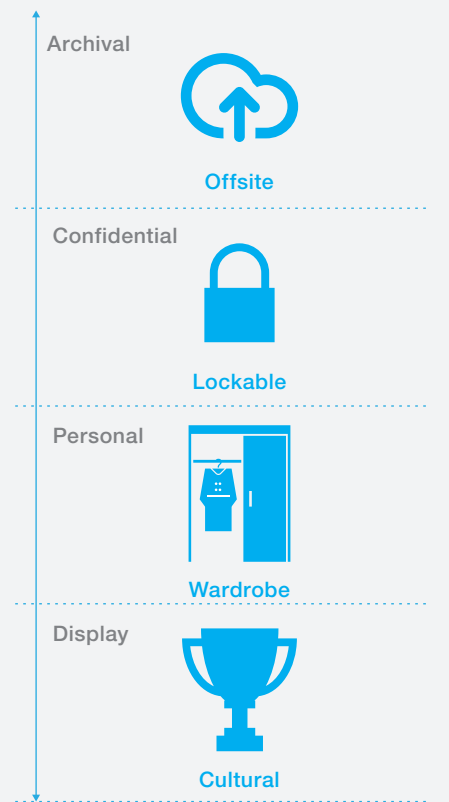 Archival
Offsite
Confidential
Lockable
Personal
Wardrobe
Display
Cultural